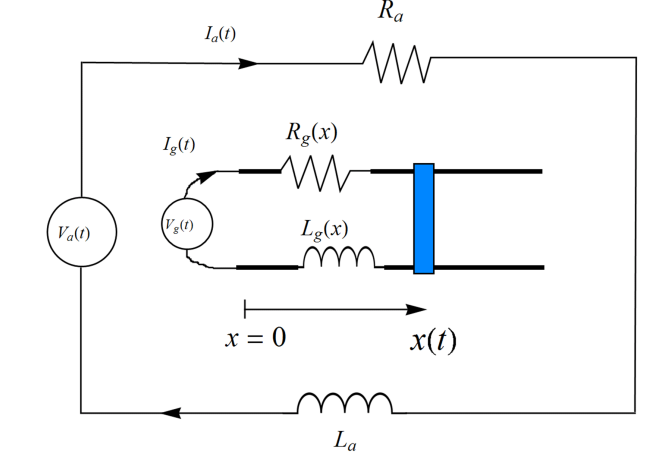 R_a
I_a(t)
R_g(x)
I_g(t)
V_a(t)
V_g(t)
L_g(x)
x = 0
x(t)
L_a